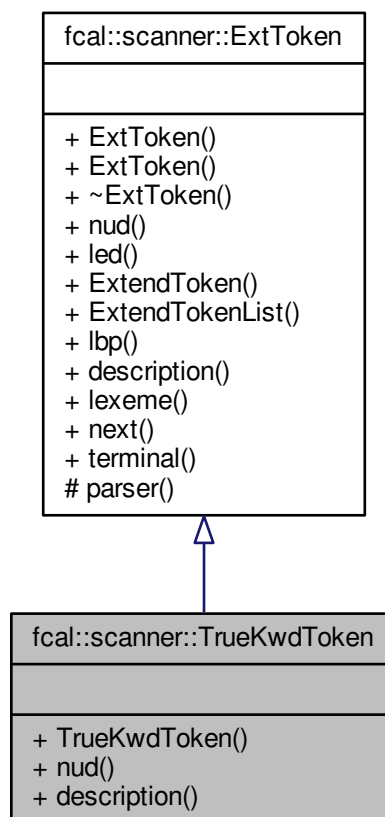 fcal::scanner::ExtToken
+ ExtToken()
+ ExtToken()
+ ~ExtToken()
+ nud()
+ led()
+ ExtendToken()
+ ExtendTokenList()
+ lbp()
+ description()
+ lexeme()
+ next()
+ terminal()
# parser()
fcal::scanner::TrueKwdToken
+ TrueKwdToken()
+ nud()
+ description()